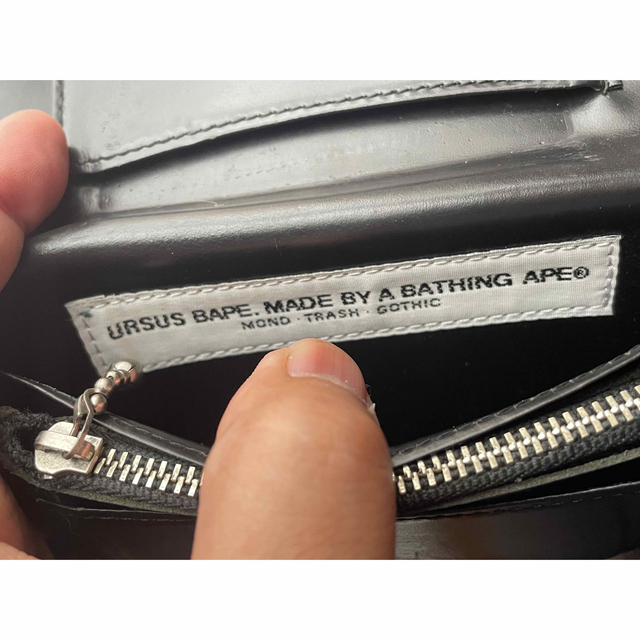 URSUS BAPE. MADE BY A BATHING APE®
MOND · TRASH · GOTHIC